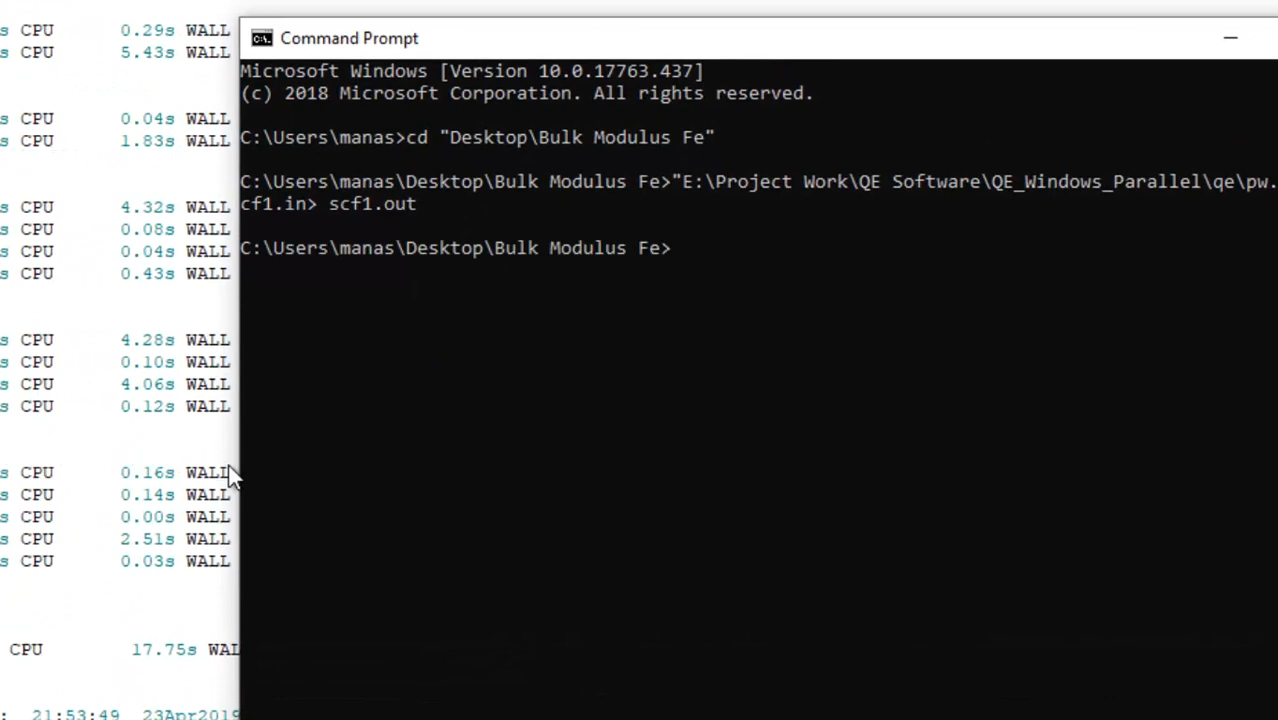 s CPU 0.29s WALL
s CPU 5.43s WALL
s CPU 0.04s WALL
s CPU 1.83s WALL
s CPU 4.32s WALL
s CPU 0.08s WALL
s CPU 0.04s WALL
s CPU 0.43s WALL
s CPU 4.28s WALL
s CPU 0.10s WALL
s CPU 4.06s WALL
s CPU 0.12s WALL
s CPU 0.16s WALL
s CPU 0.14s WALL
s CPU 0.00s WALL
s CPU 2.51s WALL
s CPU 0.03s WALL
CPU 17.75s WAL
: 21:53:49 23Apr2019
Command Prompt
Microsoft Windows [Version 10.0.17763.437]
(c) 2018 Microsoft Corporation. All rights reserved.
C:\Users\manas>cd "Desktop\Bulk Modulus Fe"
C:\Users\manas\Desktop\Bulk Modulus Fe>"E:\Project Work\QE Software\QE_Windows_Parallel\qe\pw.
cf1.in> scf1.out
C:\Users\manas\Desktop\Bulk Modulus Fe>